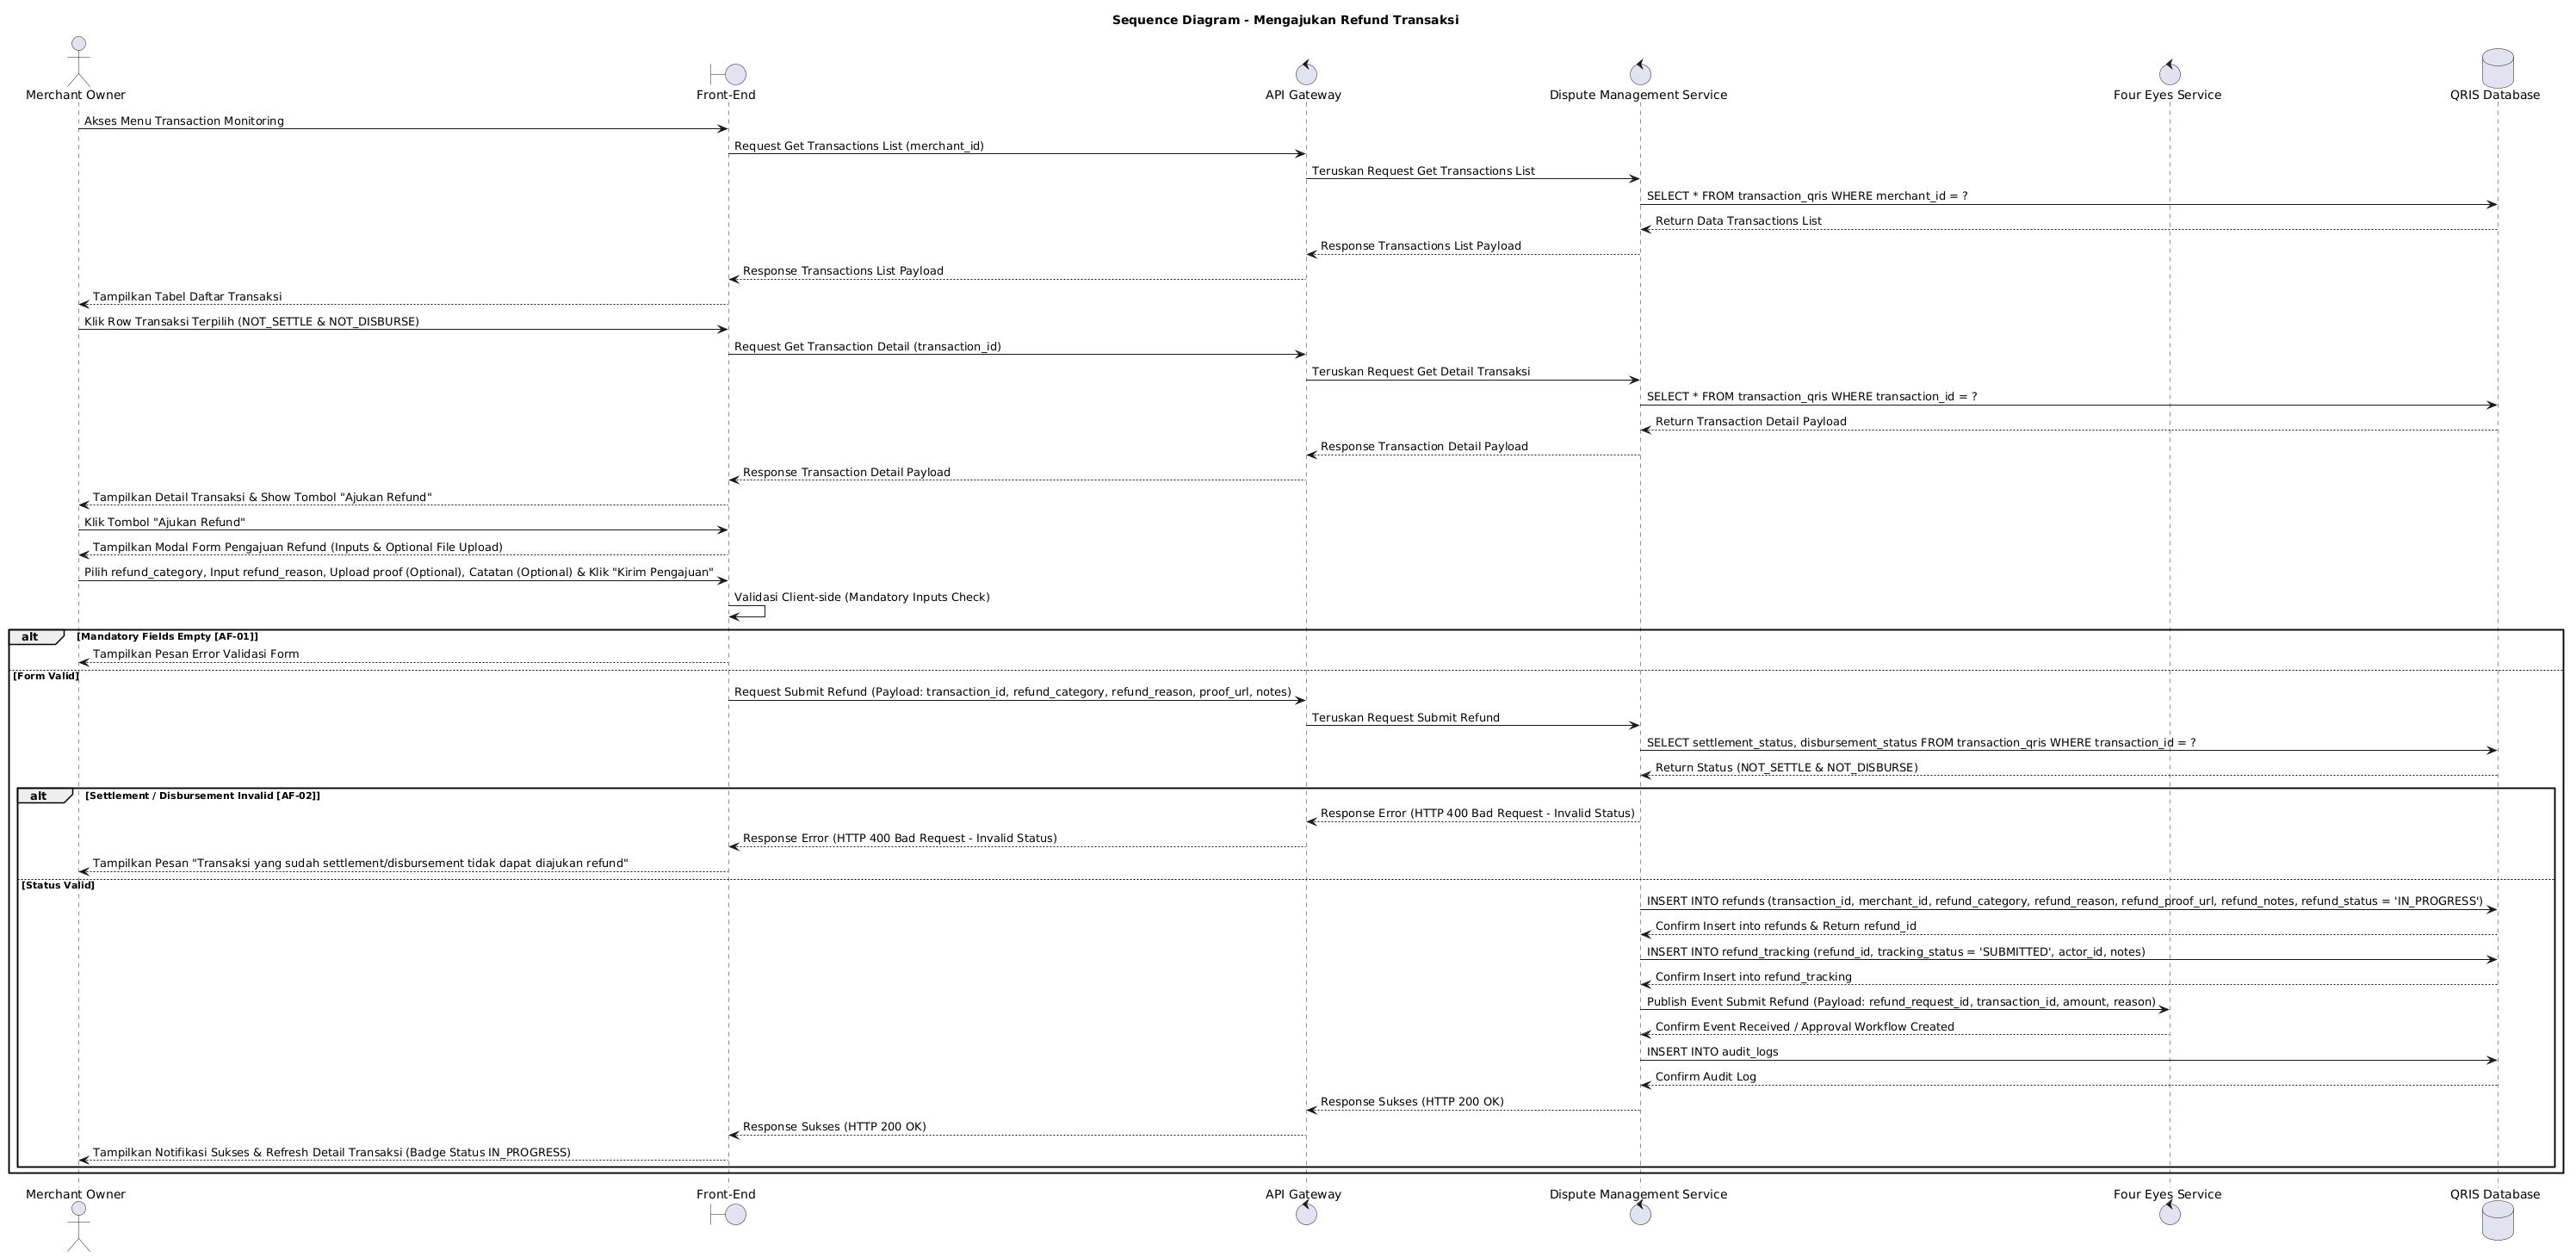 Sequence Diagram - Mengajukan Refund Transaksi
Merchant Owner
Front-End
API Gateway
Dispute Management Service
Four Eyes Service
QRIS Database
Akses Menu Transaction Monitoring
Request Get Transactions List (merchant_id)
Teruskan Request Get Transactions List
SELECT * FROM transaction_qris WHERE merchant_id = ?
Return Data Transactions List
Response Transactions List Payload
Response Transactions List Payload
Tampilkan Tabel Daftar Transaksi
Klik Row Transaksi Terpilih (NOT_SETTLE & NOT_DISBURSE)
Request Get Transaction Detail (transaction_id)
Teruskan Request Get Detail Transaksi
SELECT * FROM transaction_qris WHERE transaction_id = ?
Return Transaction Detail Payload
Response Transaction Detail Payload
Response Transaction Detail Payload
Tampilkan Detail Transaksi & Show Tombol "Ajukan Refund"
Klik Tombol "Ajukan Refund"
Tampilkan Modal Form Pengajuan Refund (Inputs & Optional File Upload)
Pilih refund_category, Input refund_reason, Upload proof (Optional), Catatan (Optional) & Klik "Kirim Pengajuan"
Validasi Client-side (Mandatory Inputs Check)
alt [Mandatory Fields Empty [AF-01]]
Tampilkan Pesan Error Validasi Form
[Form Valid]
Request Submit Refund (Payload: transaction_id, refund_category, refund_reason, proof_url, notes)
Teruskan Request Submit Refund
SELECT settlement_status, disbursement_status FROM transaction_qris WHERE transaction_id = ?
Return Status (NOT_SETTLE & NOT_DISBURSE)
alt [Settlement / Disbursement Invalid [AF-02]]
Response Error (HTTP 400 Bad Request - Invalid Status)
Response Error (HTTP 400 Bad Request - Invalid Status)
Tampilkan Pesan "Transaksi yang sudah settlement/disbursement tidak dapat diajukan refund"
[Status Valid]
INSERT INTO refunds (transaction_id, merchant_id, refund_category, refund_reason, refund_proof_url, refund_notes, refund_status = 'IN_PROGRESS')
Confirm Insert into refunds & Return refund_id
INSERT INTO refund_tracking (refund_id, tracking_status = 'SUBMITTED', actor_id, notes)
Confirm Insert into refund_tracking
Publish Event Submit Refund (Payload: refund_request_id, transaction_id, amount, reason)
Confirm Event Received / Approval Workflow Created
INSERT INTO audit_logs
Confirm Audit Log
Response Sukses (HTTP 200 OK)
Response Sukses (HTTP 200 OK)
Tampilkan Notifikasi Sukses & Refresh Detail Transaksi (Badge Status IN_PROGRESS)
Merchant Owner
Front-End
API Gateway
Dispute Management Service
Four Eyes Service
QRIS Database